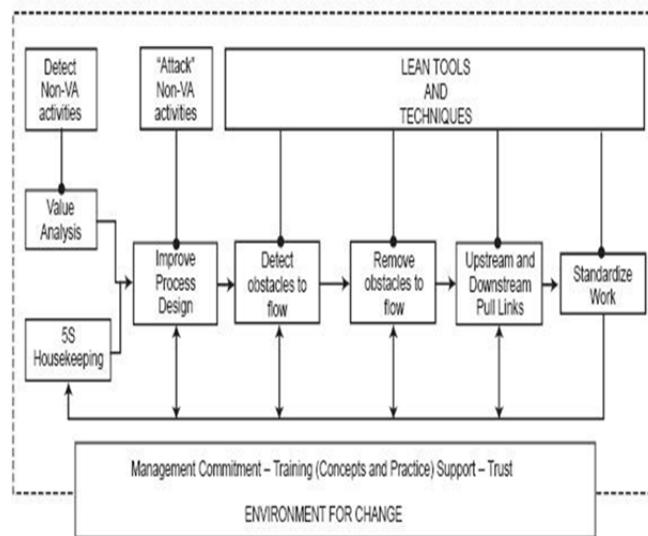 Detect
Non-VA
activities
“Attack”
Non-VA
activities
LEAN TOOLS
AND
TECHNIQUES
Value
Analysis
Improve
Process
Design
Detect
obstacles to
flow
Remove
obstacles to
flow
Upstream and
Downstream
Pull Links
Standardize
Work
5S
Housekeeping
Management Commitment – Training (Concepts and Practice) Support – Trust
ENVIRONMENT FOR CHANGE